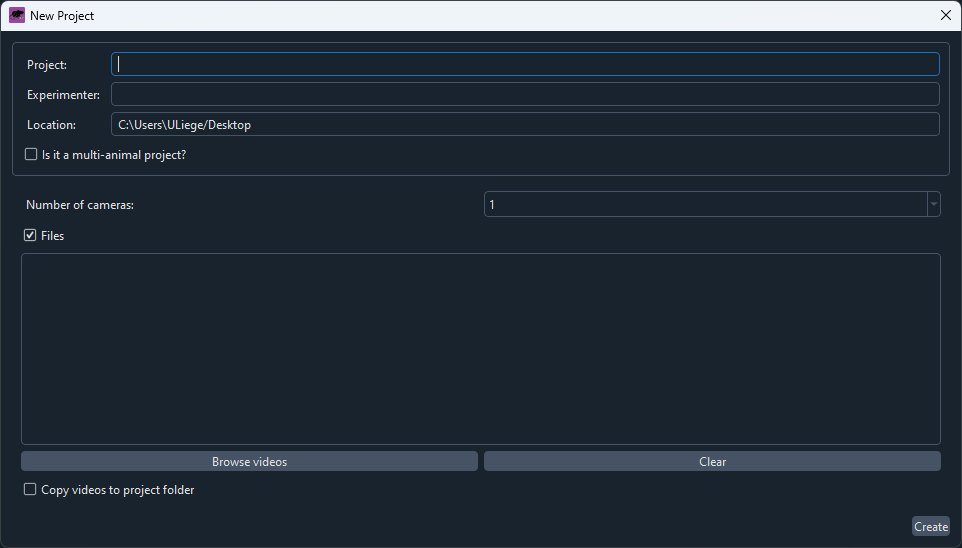 New Project
Project:
Experimenter:
Location: C:\Users\ULiege/Desktop
Is it a multi-animal project?
Number of cameras: 1
Files
Browse videos Clear
Copy videos to project folder
Create